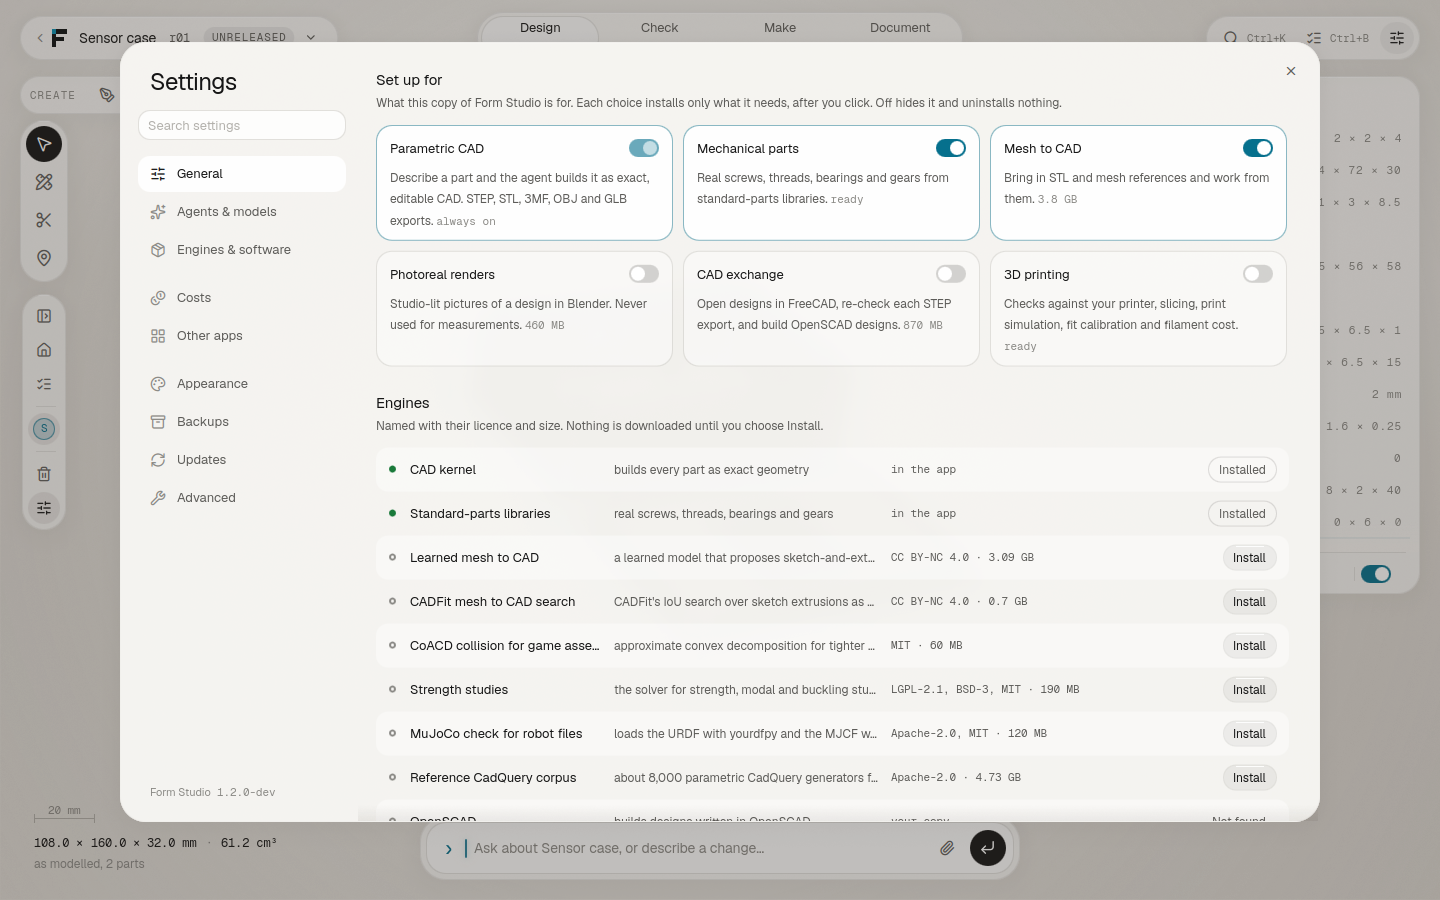 Sensor case r01 UNRELEASED
Design Check Make Document
Ctrl+K Ctrl+B
CREATE
Settings
Search settings
General
Agents & models
Engines & software
Costs
Other apps
Appearance
Backups
Updates
Advanced
Form Studio 1.2.0-dev
Set up for
What this copy of Form Studio is for. Each choice installs only what it needs, after you click. Off hides it and uninstalls nothing.
Parametric CAD
Describe a part and the agent builds it as exact,
editable CAD. STEP, STL, 3MF, OBJ and GLB
exports. always on
Mechanical parts
Real screws, threads, bearings and gears from
standard-parts libraries. ready
Mesh to CAD
Bring in STL and mesh references and work from
them. 3.8 GB
Photoreal renders
Studio-lit pictures of a design in Blender. Never
used for measurements. 460 MB
CAD exchange
Open designs in FreeCAD, re-check each STEP
export, and build OpenSCAD designs. 870 MB
3D printing
Checks against your printer, slicing, print
simulation, fit calibration and filament cost.
ready
Engines
Named with their licence and size. Nothing is downloaded until you choose Install.
CAD kernel builds every part as exact geometry in the app Installed
Standard-parts libraries real screws, threads, bearings and gears in the app Installed
Learned mesh to CAD a learned model that proposes sketch-and-ext... CC BY-NC 4.0 · 3.09 GB Install
CADFit mesh to CAD search CADFit's IoU search over sketch extrusions as ... CC BY-NC 4.0 · 0.7 GB Install
CoACD collision for game asse... approximate convex decomposition for tighter ... MIT · 60 MB Install
Strength studies the solver for strength, modal and buckling stu... LGPL-2.1, BSD-3, MIT · 190 MB Install
MuJoCo check for robot files loads the URDF with yourdfpy and the MJCF w... Apache-2.0, MIT · 120 MB Install
Reference CadQuery corpus about 8,000 parametric CadQuery generators f... Apache-2.0 · 4.73 GB Install
OpenSCAD builds designs written in OpenSCAD your copy Not found
2 × 2 × 4
4 × 72 × 30
1 × 3 × 8.5
5 × 56 × 58
5 × 6.5 × 1
× 6.5 × 15
2 mm
1.6 × 0.25
0
8 × 2 × 40
0 × 6 × 0
S
20 mm
108.0 × 160.0 × 32.0 mm · 61.2 cm³
as modelled, 2 parts
Ask about Sensor case, or describe a change...